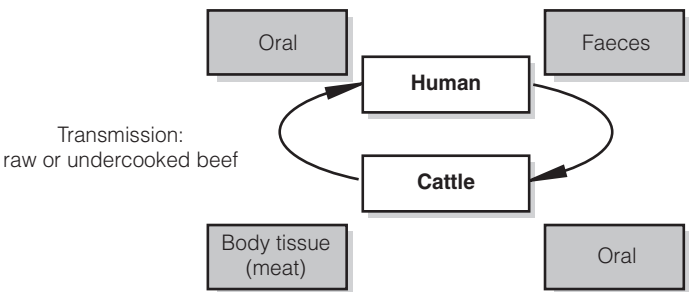 Oral
Faeces
Human
Transmission:
raw or undercooked beef
Cattle
Body tissue
(meat)
Oral